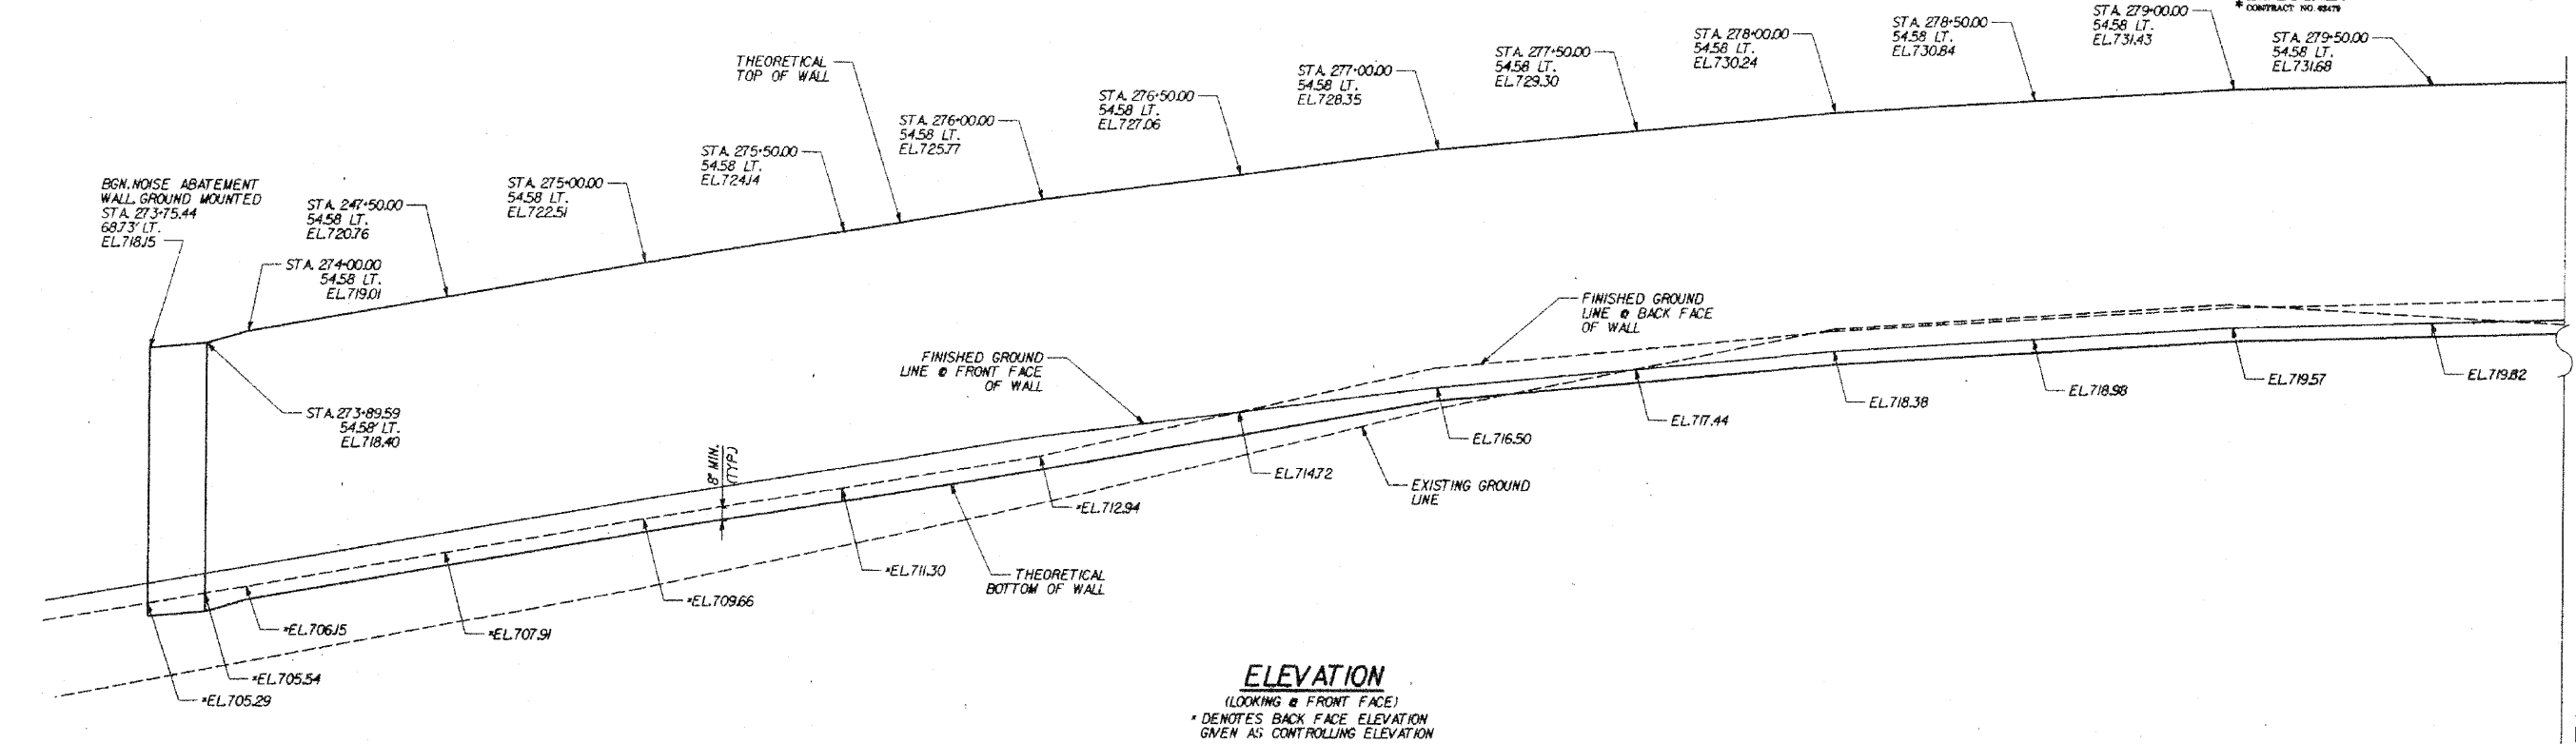 * CONTRACT NO. 62479
STA. 279+00.00
54.58 LT.
EL.731.43
STA. 278+50.00
54.58 LT.
EL.730.84
STA. 278+00.00
54.58 LT.
EL.730.24
STA. 279+50.00
54.58 LT.
EL.731.68
STA. 277+50.00
54.58 LT.
EL.729.30
THEORETICAL
TOP OF WALL
STA. 277+00.00
54.58 LT.
EL.728.35
STA. 276+50.00
54.58 LT.
EL.727.06
STA. 276+00.00
54.58 LT.
EL.725.77
STA. 275+50.00
54.58 LT.
EL.724.14
BGN. NOISE ABATEMENT
WALL, GROUND MOUNTED
STA. 273+75.44
68.73' LT.
EL.718.15
STA. 247+50.00
54.58 LT.
EL.720.76
STA. 275+00.00
54.58 LT.
EL.722.51
STA. 274+00.00
54.58 LT.
EL.719.01
FINISHED GROUND
LINE @ BACK FACE
OF WALL
FINISHED GROUND
LINE @ FRONT FACE
OF WALL
STA. 273+89.59
54.58' LT.
EL.718.40
8" MIN.
(TYP.)
EL.719.82
EL.719.57
EL.718.98
EL.718.38
EL.717.44
EL.716.50
EL.714.72
EXISTING GROUND
LINE
*EL.712.94
*EL.711.30
THEORETICAL
BOTTOM OF WALL
*EL.709.66
*EL.707.91
*EL.706.15
*EL.705.54
*EL.705.29
ELEVATION
(LOOKING @ FRONT FACE)
* DENOTES BACK FACE ELEVATION
GIVEN AS CONTROLLING ELEVATION